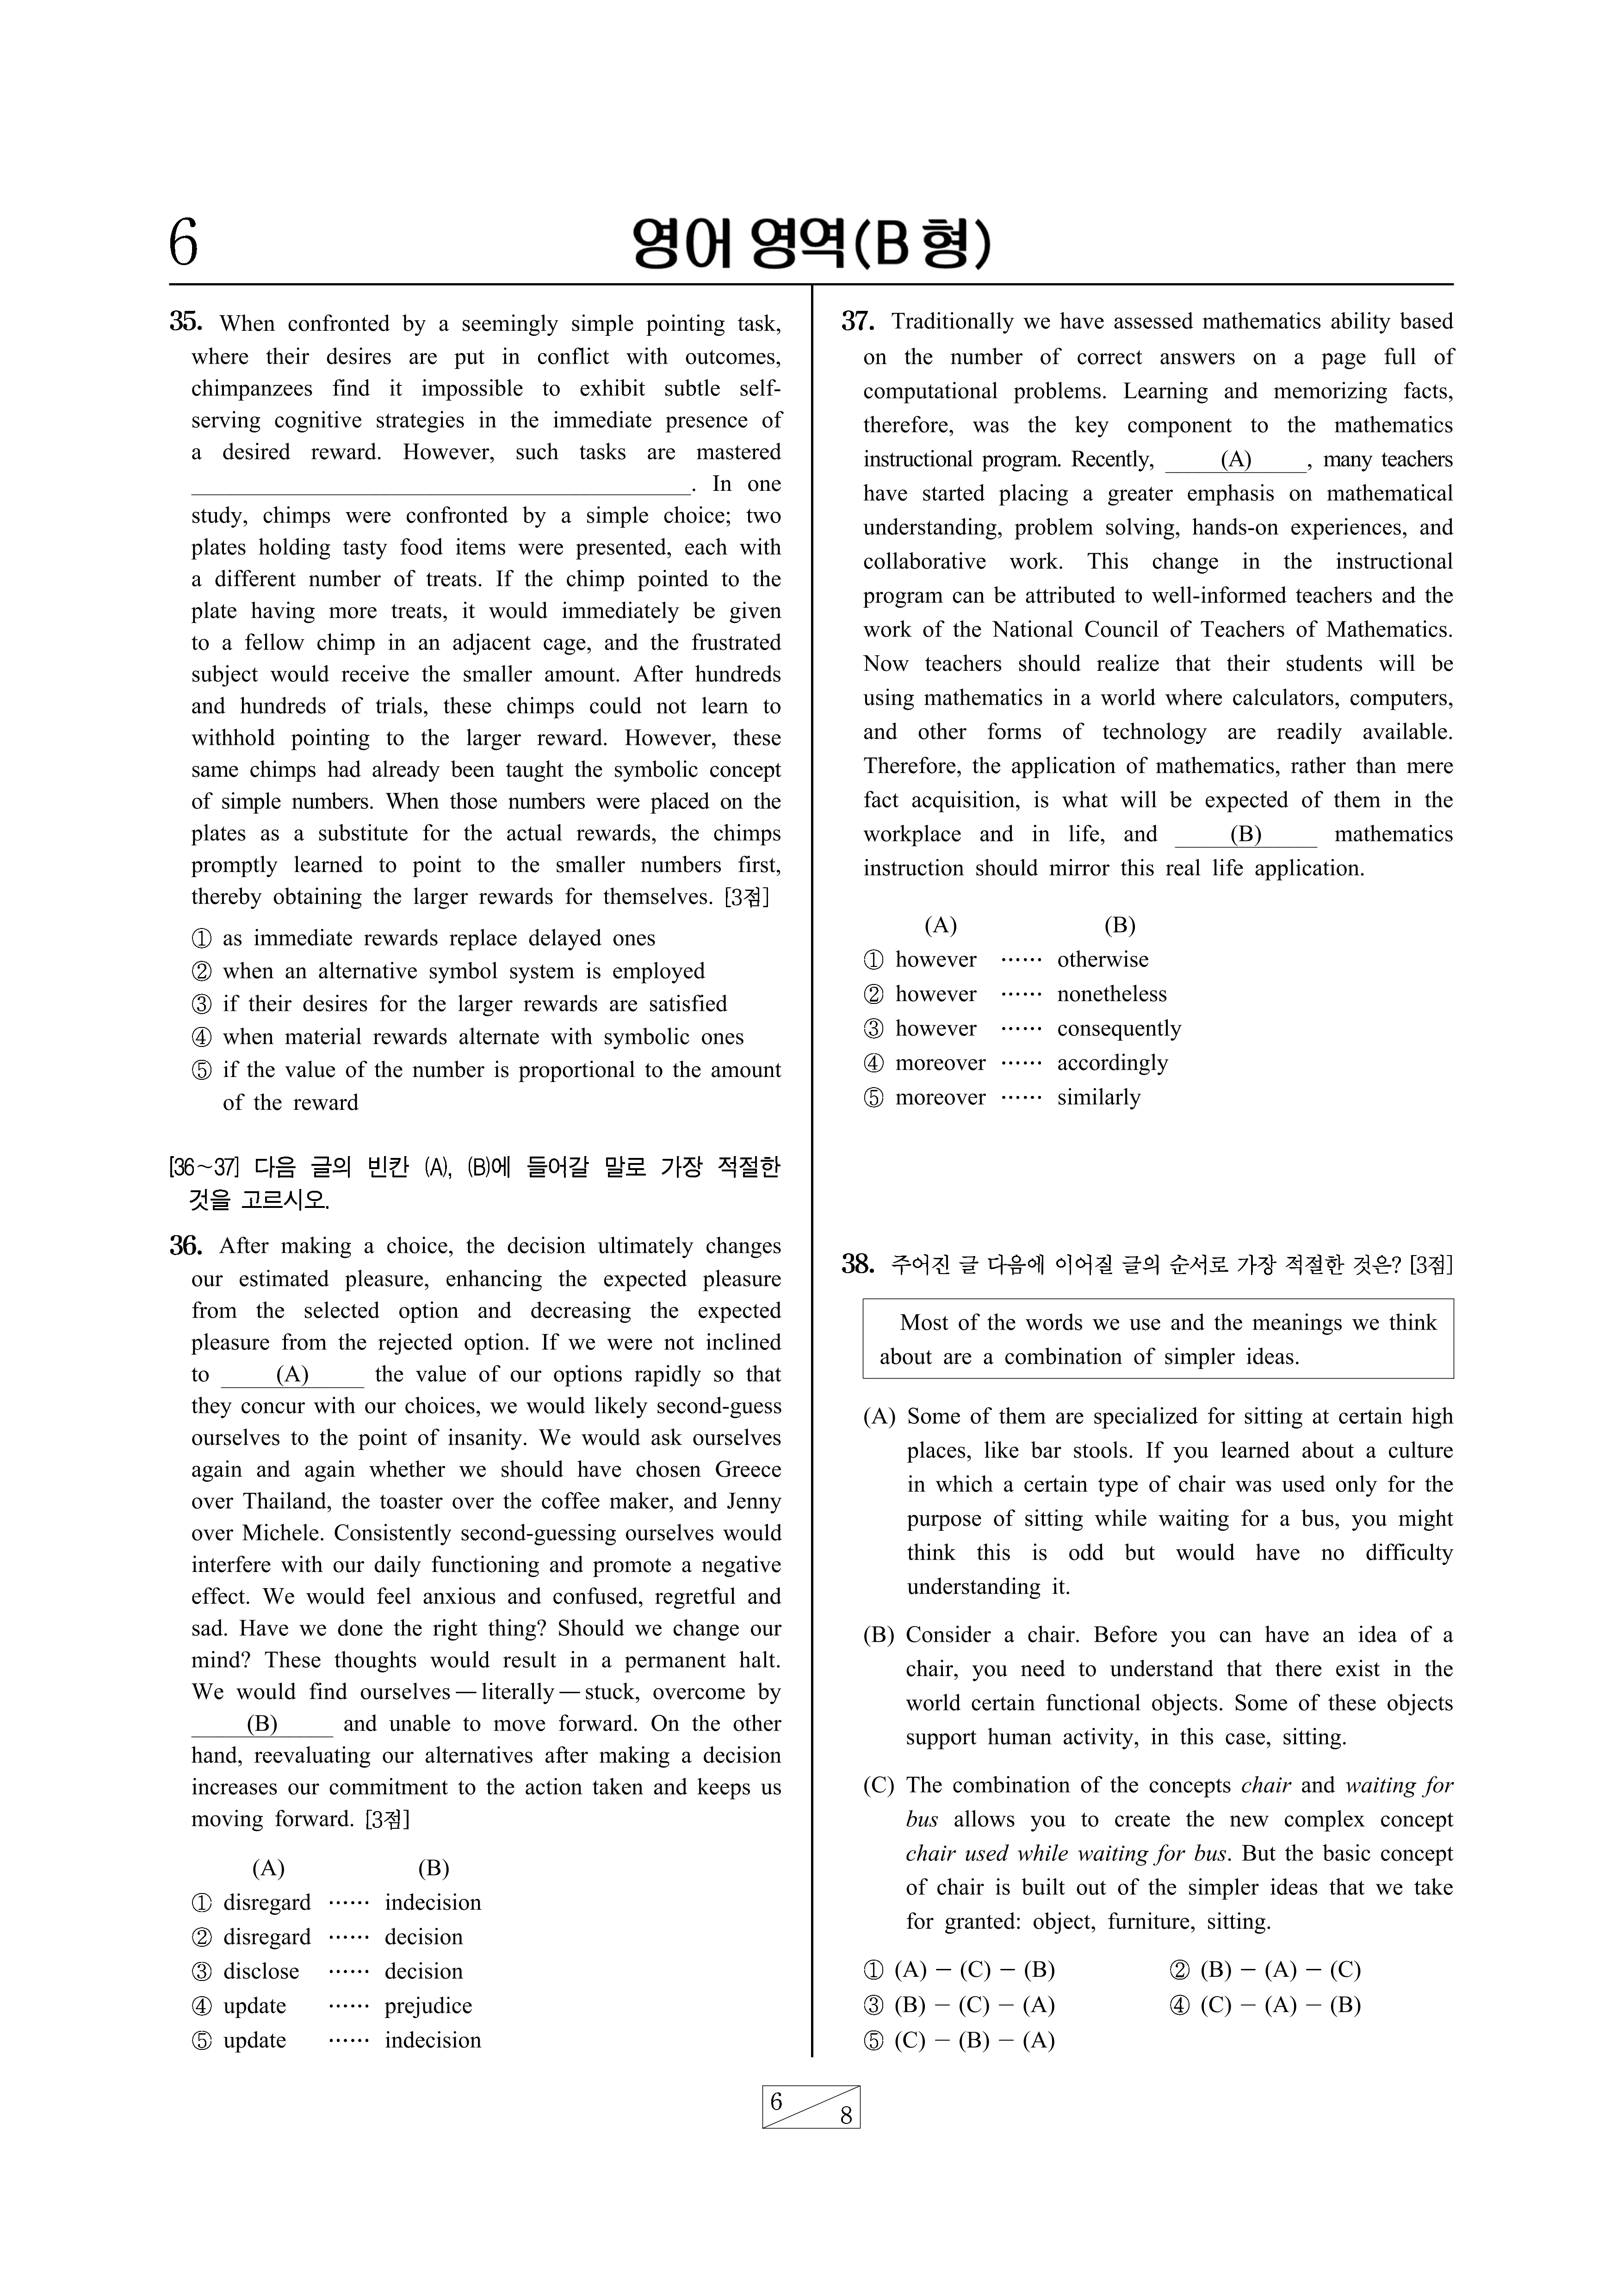 6
영어 영역(B 형)
35. When confronted by a seemingly simple pointing task,
where their desires are put in conflict with outcomes,
chimpanzees find it impossible to exhibit subtle self-
serving cognitive strategies in the immediate presence of
a desired reward. However, such tasks are mastered
____________________. In one
study, chimps were confronted by a simple choice; two
plates holding tasty food items were presented, each with
a different number of treats. If the chimp pointed to the
plate having more treats, it would immediately be given
to a fellow chimp in an adjacent cage, and the frustrated
subject would receive the smaller amount. After hundreds
and hundreds of trials, these chimps could not learn to
withhold pointing to the larger reward. However, these
same chimps had already been taught the symbolic concept
of simple numbers. When those numbers were placed on the
plates as a substitute for the actual rewards, the chimps
promptly learned to point to the smaller numbers first,
thereby obtaining the larger rewards for themselves. [3점]
① as immediate rewards replace delayed ones
② when an alternative symbol system is employed
③ if their desires for the larger rewards are satisfied
④ when material rewards alternate with symbolic ones
⑤ if the value of the number is proportional to the amount
of the reward
[36~37] 다음 글의 빈칸 (A), (B)에 들어갈 말로 가장 적절한
것을 고르시오.
36. After making a choice, the decision ultimately changes
our estimated pleasure, enhancing the expected pleasure
from the selected option and decreasing the expected
pleasure from the rejected option. If we were not inclined
to ____(A)____ the value of our options rapidly so that
they concur with our choices, we would likely second-guess
ourselves to the point of insanity. We would ask ourselves
again and again whether we should have chosen Greece
over Thailand, the toaster over the coffee maker, and Jenny
over Michele. Consistently second-guessing ourselves would
interfere with our daily functioning and promote a negative
effect. We would feel anxious and confused, regretful and
sad. Have we done the right thing? Should we change our
mind? These thoughts would result in a permanent halt.
We would find ourselves — literally — stuck, overcome by
____(B)____ and unable to move forward. On the other
hand, reevaluating our alternatives after making a decision
increases our commitment to the action taken and keeps us
moving forward. [3점]
(A) (B)
① disregard ⋯⋯ indecision
② disregard ⋯⋯ decision
③ disclose ⋯⋯ decision
④ update ⋯⋯ prejudice
⑤ update ⋯⋯ indecision
37. Traditionally we have assessed mathematics ability based
on the number of correct answers on a page full of
computational problems. Learning and memorizing facts,
therefore, was the key component to the mathematics
instructional program. Recently, ____(A)____, many teachers
have started placing a greater emphasis on mathematical
understanding, problem solving, hands-on experiences, and
collaborative work. This change in the instructional
program can be attributed to well-informed teachers and the
work of the National Council of Teachers of Mathematics.
Now teachers should realize that their students will be
using mathematics in a world where calculators, computers,
and other forms of technology are readily available.
Therefore, the application of mathematics, rather than mere
fact acquisition, is what will be expected of them in the
workplace and in life, and ____(B)____ mathematics
instruction should mirror this real life application.
(A) (B)
① however ⋯⋯ otherwise
② however ⋯⋯ nonetheless
③ however ⋯⋯ consequently
④ moreover ⋯⋯ accordingly
⑤ moreover ⋯⋯ similarly
38. 주어진 글 다음에 이어질 글의 순서로 가장 적절한 것은? [3점]
Most of the words we use and the meanings we think
about are a combination of simpler ideas.
(A) Some of them are specialized for sitting at certain high
places, like bar stools. If you learned about a culture
in which a certain type of chair was used only for the
purpose of sitting while waiting for a bus, you might
think this is odd but would have no difficulty
understanding it.
(B) Consider a chair. Before you can have an idea of a
chair, you need to understand that there exist in the
world certain functional objects. Some of these objects
support human activity, in this case, sitting.
(C) The combination of the concepts chair and waiting for
bus allows you to create the new complex concept
chair used while waiting for bus. But the basic concept
of chair is built out of the simpler ideas that we take
for granted: object, furniture, sitting.
① (A) － (C) － (B) ② (B) － (A) － (C)
③ (B) － (C) － (A) ④ (C) － (A) － (B)
⑤ (C) － (B) － (A)
6 8